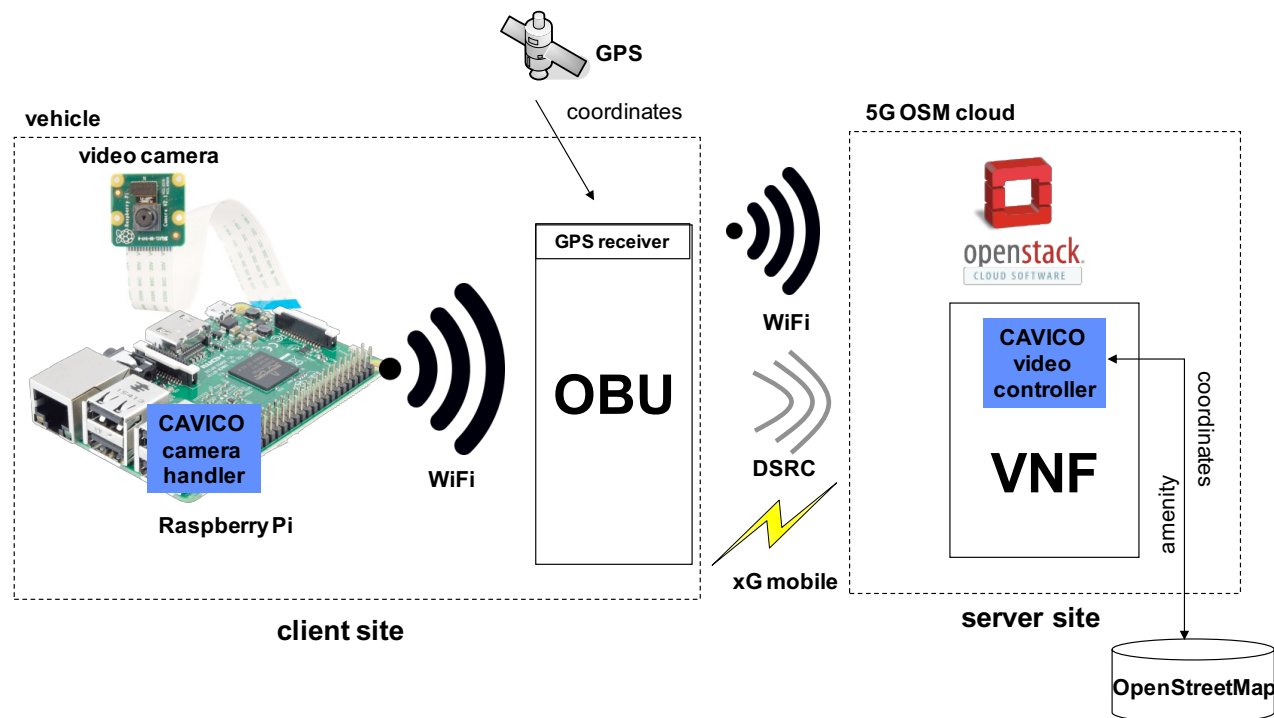 GPS
coordinates
vehicle
video camera
GPS receiver
OBU
CAVICO
camera
handler
Raspberry Pi
WiFi
client site
WiFi
DSRC
xG mobile
5G OSM cloud
openstack
CLOUD SOFTWARE
CAVICO
video
controller
VNF
coordinates
amenity
server site
OpenStreetMap